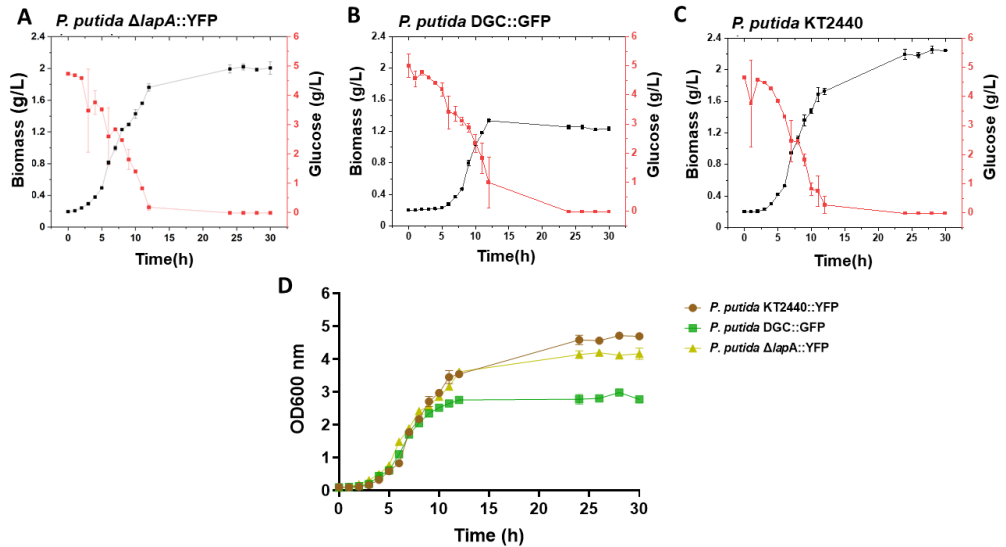 A
P. putida ΔlapA::YFP
Biomass (g/L)
2.4
2.0
1.6
1.2
0.8
0.4
0
6
5
4
3
2
1
0
Glucose (g/L)
0 5 10 15 20 25 30
Time(h)
B
P. putida DGC::GFP
Biomass (g/L)
2.4
2.0
1.6
1.2
0.8
0.4
0
6
5
4
3
2
1
0
Glucose (g/L)
0 5 10 15 20 25 30
Time(h)
C
P. putida KT2440
Biomass (g/L)
2.4
2.0
1.6
1.2
0.8
0.4
0
6
5
4
3
2
1
0
Glucose (g/L)
0 5 10 15 20 25 30
Time(h)
D
OD600 nm
6
5
4
3
2
1
0
0 5 10 15 20 25 30
Time (h)
P. putida KT2440::YFP
P. putida DGC::GFP
P. putida ΔlapA::YFP